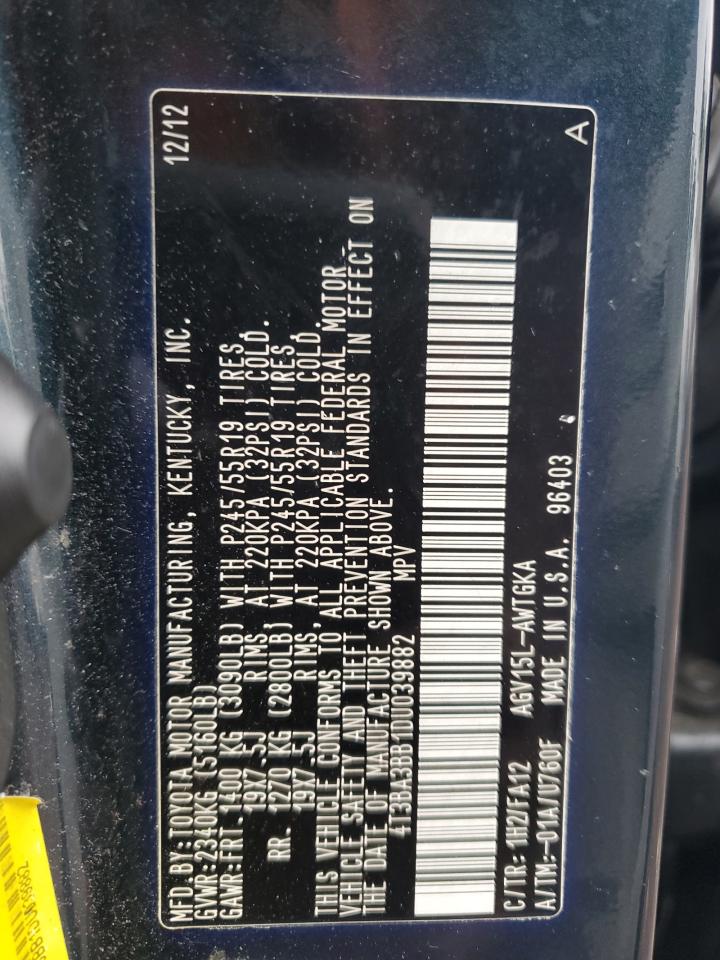 12/12
MFD.BY:TOYOTA MOTOR MANUFACTURING, KENTUCKY, INC.
GVWR:2340KG (5160LB)
GAWR:FRT.1400 KG (3090LB) WITH P245/55R19 TIRES,
19X7.5J RIMS, AT 220KPA (32PSI) COLD.
RR. 1270 KG (2800LB) WITH P245/55R19 TIRES,
19X7.5J RIMS, AT 220KPA (32PSI) COLD.
THIS VEHICLE CONFORMS TO ALL APPLICABLE FEDERAL MOTOR
VEHICLE SAFETY AND THEFT PREVENTION STANDARDS IN EFFECT ON
THE DATE OF MANUFACTURE SHOWN ABOVE.
4T3BA3BB1DU039882 MPV
C/TR: 1H2/FA12 AGV15L-AWTGKA
A/TM:-01A/U760F MADE IN U.S.A. 96403
A